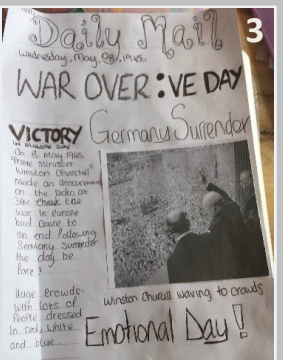 Daily Mail
3
Wednesday, May, 08, 1945.
WAR OVER: VE DAY
VICTORY
IN EUROPE DAY
Germany Surrender
On 8 May 1945
"Prime Minister
Winston Churchill"
Made an announcement
on the radio at
3PM that the
war in Europe
had come to
an end following
Germany surrender
the day be
fore!
Huge crowds-
with lots of
People dressed
In red, white
and blue.
Winston Churcill waving to crowds
Emotional Day!